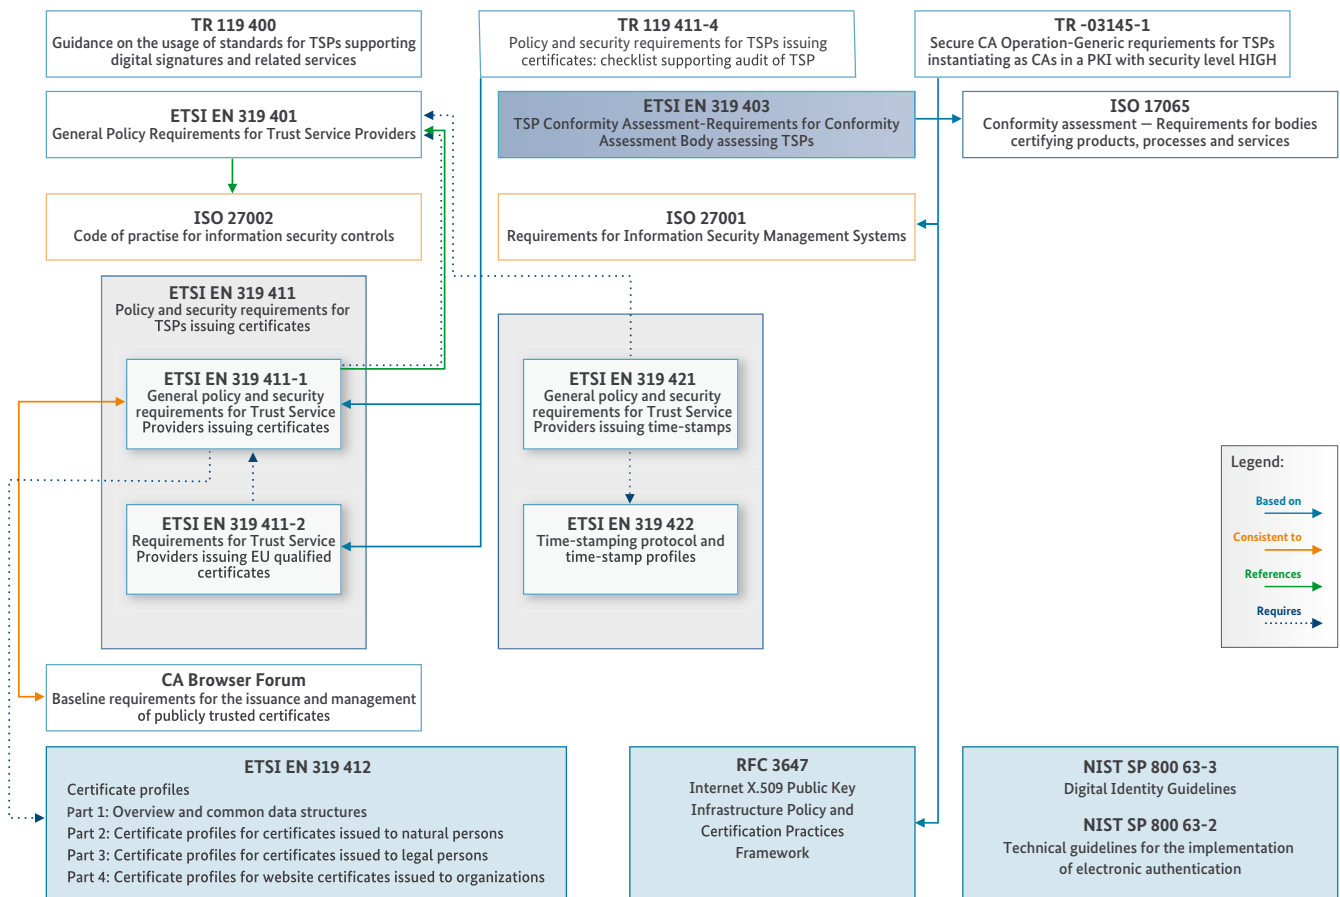 TR 119 400
Guidance on the usage of standards for TSPs supporting
digital signatures and related services
TR 119 411-4
Policy and security requirements for TSPs issuing
certificates: checklist supporting audit of TSP
TR -03145-1
Secure CA Operation-Generic requriements for TSPs
instantiating as CAs in a PKI with security level HIGH
ETSI EN 319 401
General Policy Requirements for Trust Service Providers
ETSI EN 319 403
TSP Conformity Assessment-Requirements for Conformity
Assessment Body assessing TSPs
ISO 17065
Conformity assessment — Requirements for bodies
certifying products, processes and services
ISO 27002
Code of practise for information security controls
ISO 27001
Requirements for Information Security Management Systems
ETSI EN 319 411
Policy and security requirements for
TSPs issuing certificates
ETSI EN 319 411-1
General policy and security
requirements for Trust Service
Providers issuing certificates
ETSI EN 319 421
General policy and security
requirements for Trust Service
Providers issuing time-stamps
ETSI EN 319 411-2
Requirements for Trust Service
Providers issuing EU qualified
certificates
ETSI EN 319 422
Time-stamping protocol and
time-stamp profiles
Legend:
Based on
Consistent to
References
Requires
CA Browser Forum
Baseline requirements for the issuance and management
of publicly trusted certificates
ETSI EN 319 412
Certificate profiles
Part 1: Overview and common data structures
Part 2: Certificate profiles for certificates issued to natural persons
Part 3: Certificate profiles for certificates issued to legal persons
Part 4: Certificate profiles for website certificates issued to organizations
RFC 3647
Internet X.509 Public Key
Infrastructure Policy and
Certification Practices
Framework
NIST SP 800 63-3
Digital Identity Guidelines
NIST SP 800 63-2
Technical guidelines for the implementation
of electronic authentication